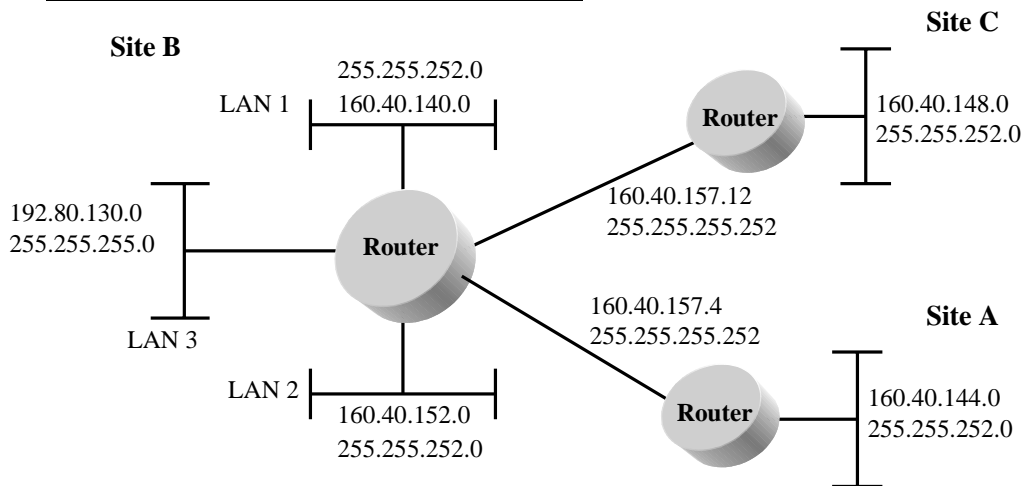 Site B
Site C
255.255.252.0
160.40.140.0
LAN 1
Router
160.40.148.0
255.255.252.0
192.80.130.0
255.255.255.0
Router
160.40.157.12
255.255.255.252
LAN 3
160.40.157.4
255.255.255.252
Site A
LAN 2
160.40.152.0
255.255.252.0
Router
160.40.144.0
255.255.252.0